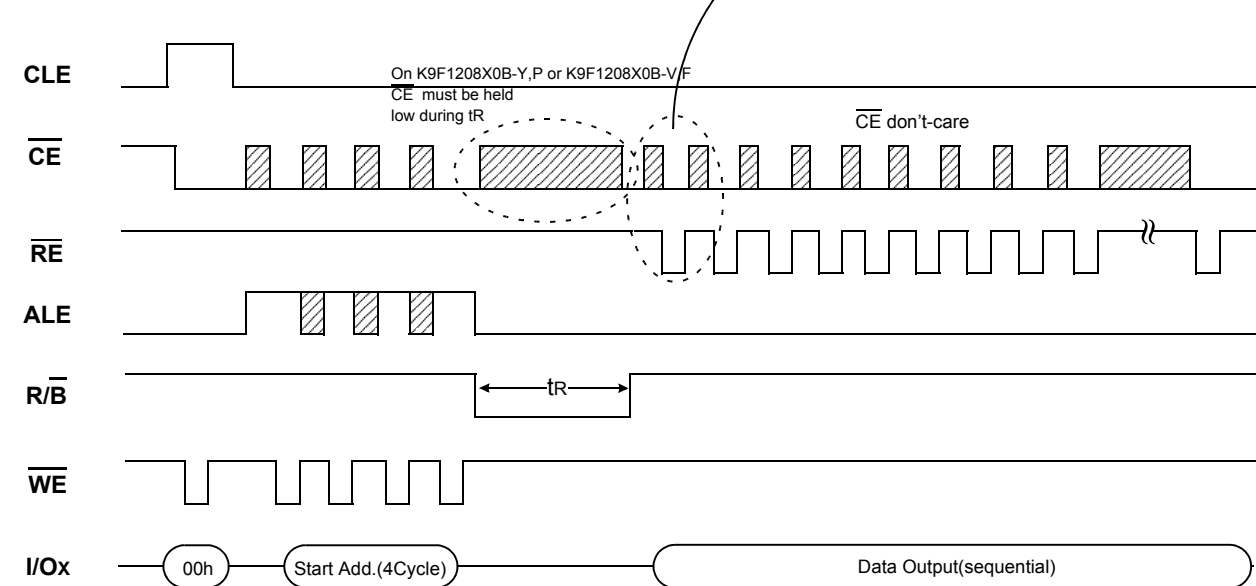 CLE
On K9F1208X0B-Y,P or K9F1208X0B-V,F
CE must be held
low during tR
CE don't-care
CE
RE
ALE
R/B
tR
WE
I/Ox
00h
Start Add.(4Cycle)
Data Output(sequential)